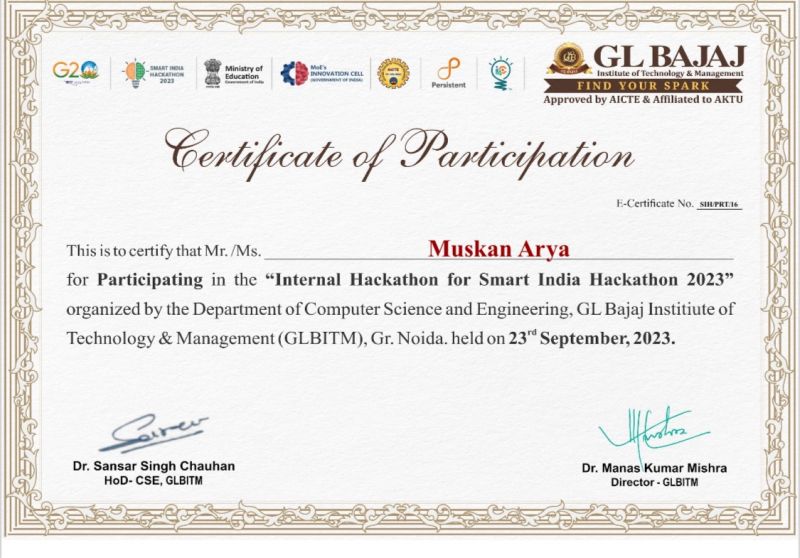 G20
SMART INDIA
HACKATHON
2023
Ministry of
Education
Government of India
MoE's
INNOVATION CELL
(GOVERNMENT OF INDIA)
AICTE
Persistent
GL BAJAJ
Institute of Technology & Management
FIND YOUR SPARK
Approved by AICTE & Affiliated to AKTU
Certificate of Participation
E-Certificate No. SIH/PRT/16
This is to certify that Mr. /Ms. Muskan Arya
for Participating in the “Internal Hackathon for Smart India Hackathon 2023”
organized by the Department of Computer Science and Engineering, GL Bajaj Institiute of
Technology & Management (GLBITM), Gr. Noida. held on 23rd September, 2023.
Dr. Sansar Singh Chauhan
HoD- CSE, GLBITM
Dr. Manas Kumar Mishra
Director - GLBITM